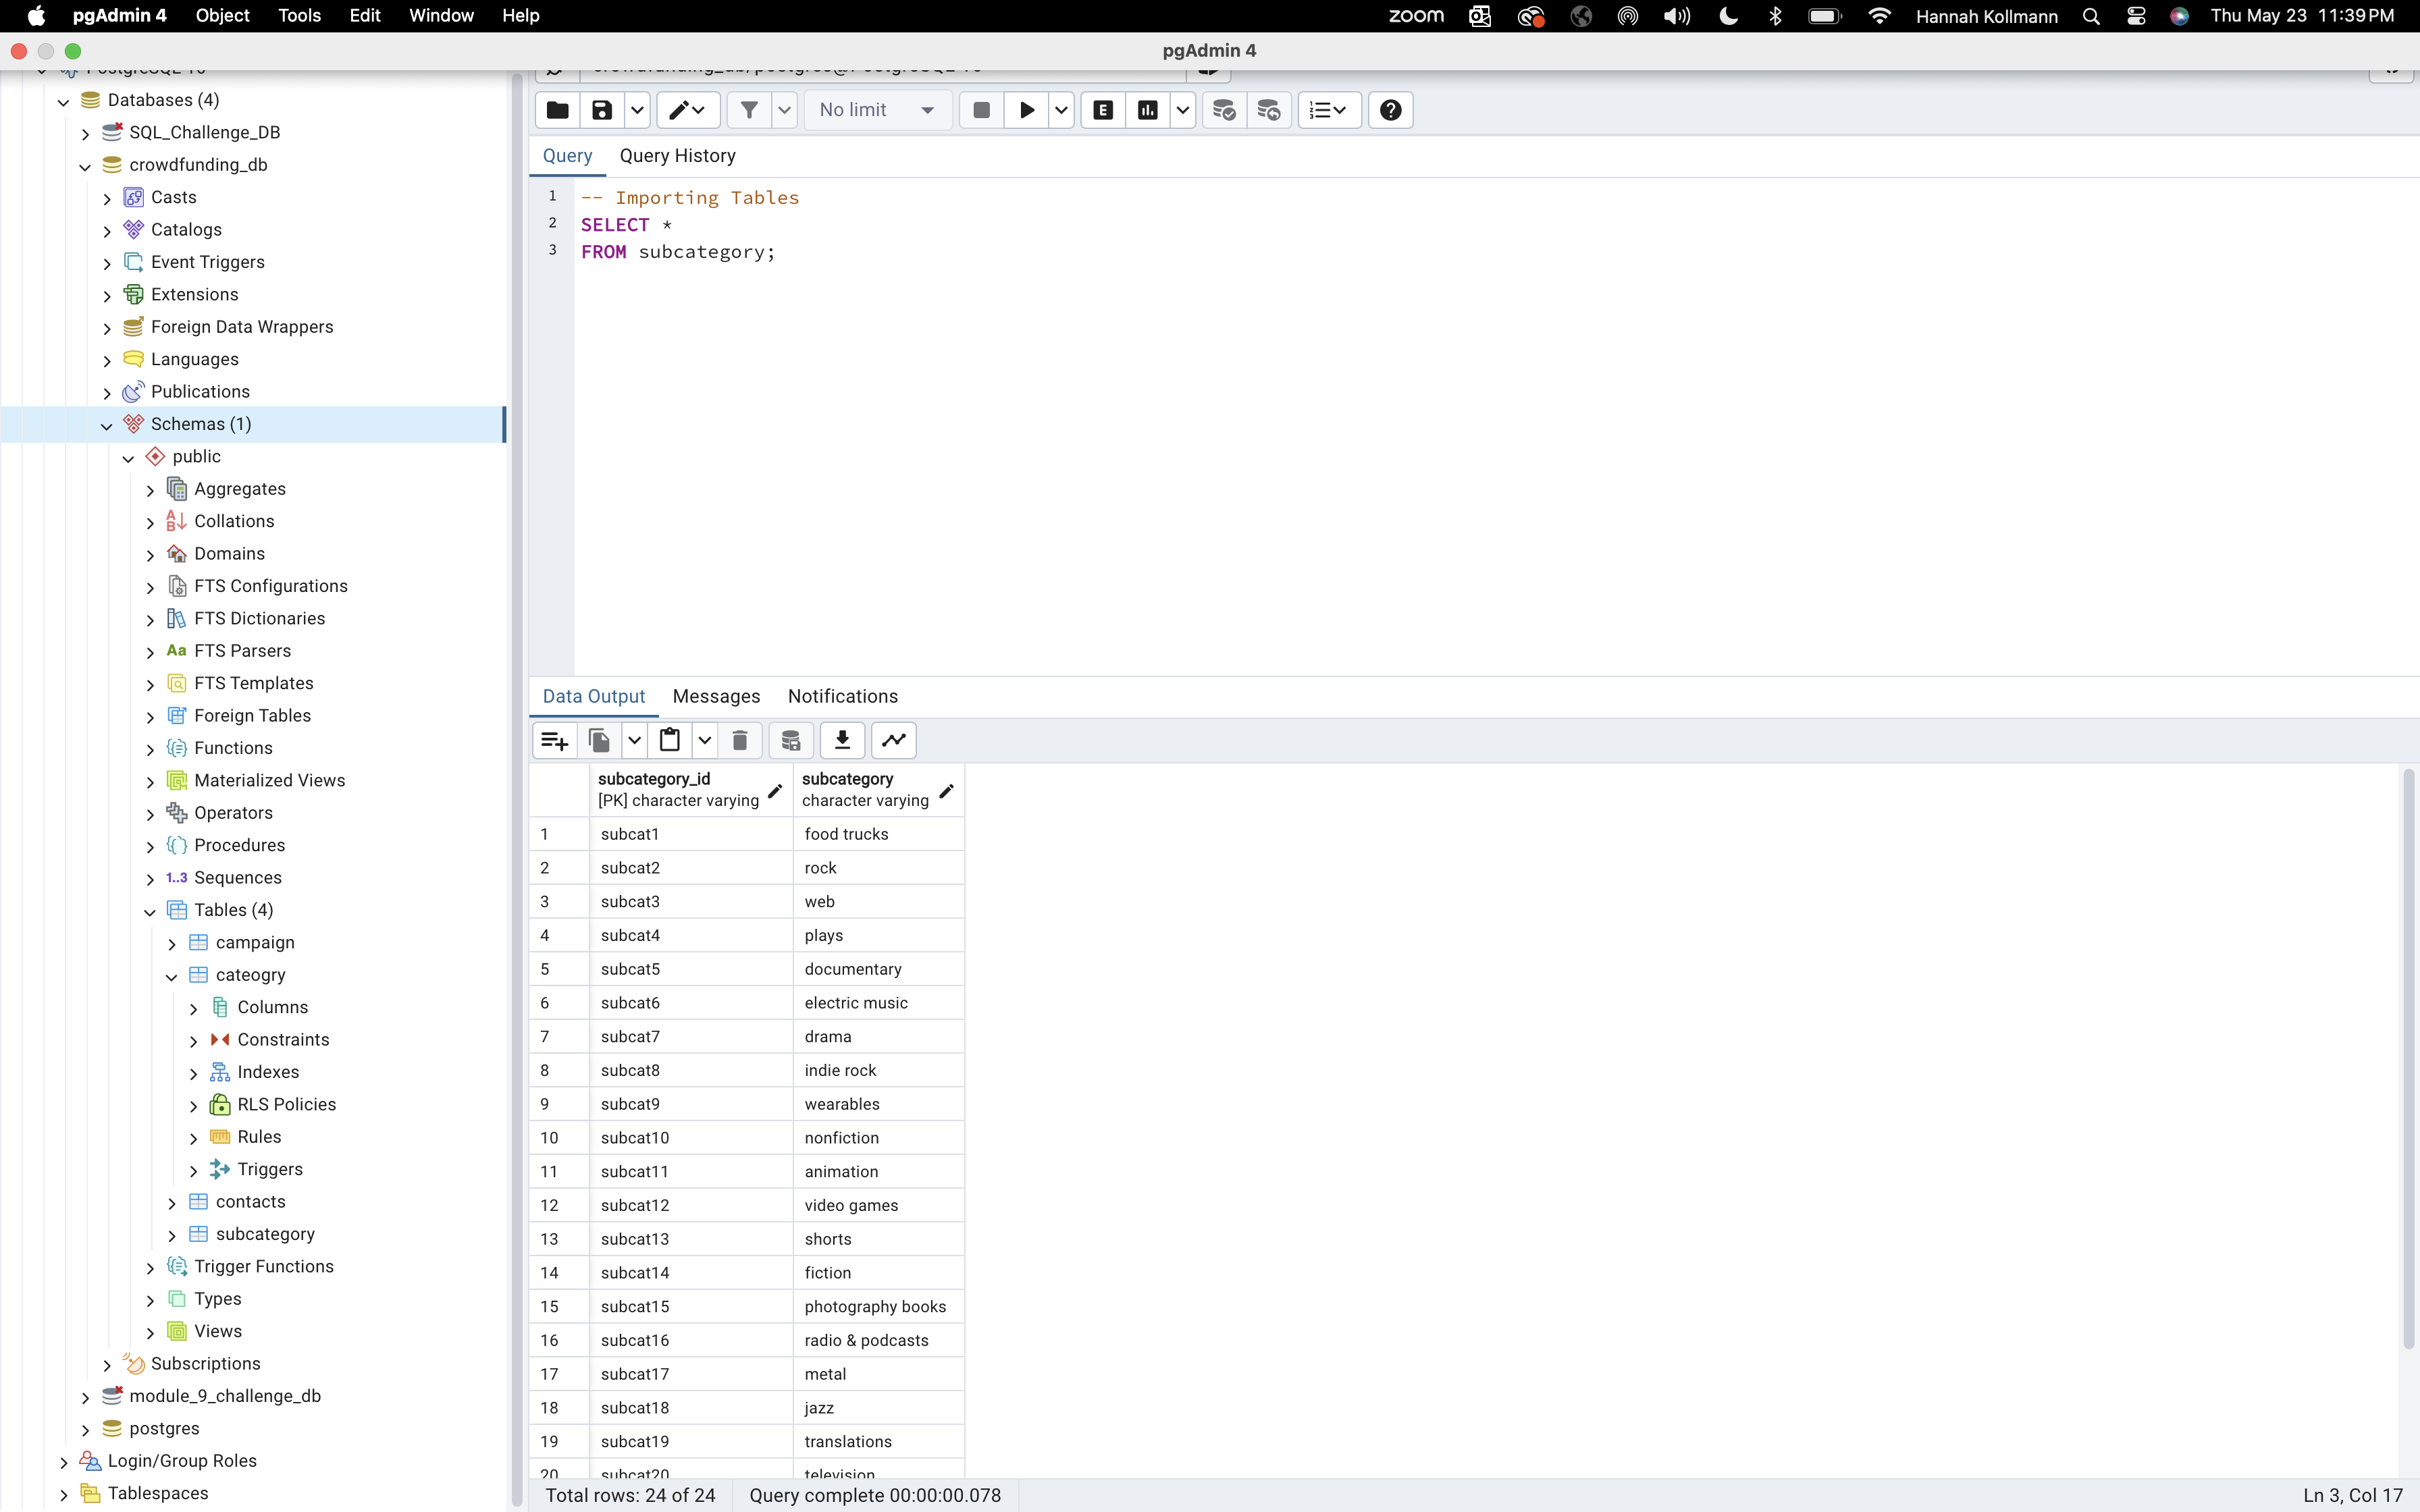 pgAdmin 4 Object Tools Edit Window Help zoom Hannah Kollmann Thu May 23 11:39 PM
pgAdmin 4
Databases (4)
SQL_Challenge_DB
crowdfunding_db
Casts
Catalogs
Event Triggers
Extensions
Foreign Data Wrappers
Languages
Publications
Schemas (1)
public
Aggregates
Collations
Domains
FTS Configurations
FTS Dictionaries
Aa FTS Parsers
FTS Templates
Foreign Tables
Functions
Materialized Views
Operators
Procedures
1..3 Sequences
Tables (4)
campaign
cateogry
Columns
Constraints
Indexes
RLS Policies
Rules
Triggers
contacts
subcategory
Trigger Functions
Types
Views
Subscriptions
module_9_challenge_db
postgres
Login/Group Roles
Tablespaces
No limit E
Query Query History
1 -- Importing Tables
2 SELECT *
3 FROM subcategory;
Data Output Messages Notifications
subcategory_id subcategory
[PK] character varying character varying
1 subcat1 food trucks
2 subcat2 rock
3 subcat3 web
4 subcat4 plays
5 subcat5 documentary
6 subcat6 electric music
7 subcat7 drama
8 subcat8 indie rock
9 subcat9 wearables
10 subcat10 nonfiction
11 subcat11 animation
12 subcat12 video games
13 subcat13 shorts
14 subcat14 fiction
15 subcat15 photography books
16 subcat16 radio & podcasts
17 subcat17 metal
18 subcat18 jazz
19 subcat19 translations
20 subcat20 television
Total rows: 24 of 24 Query complete 00:00:00.078 Ln 3, Col 17